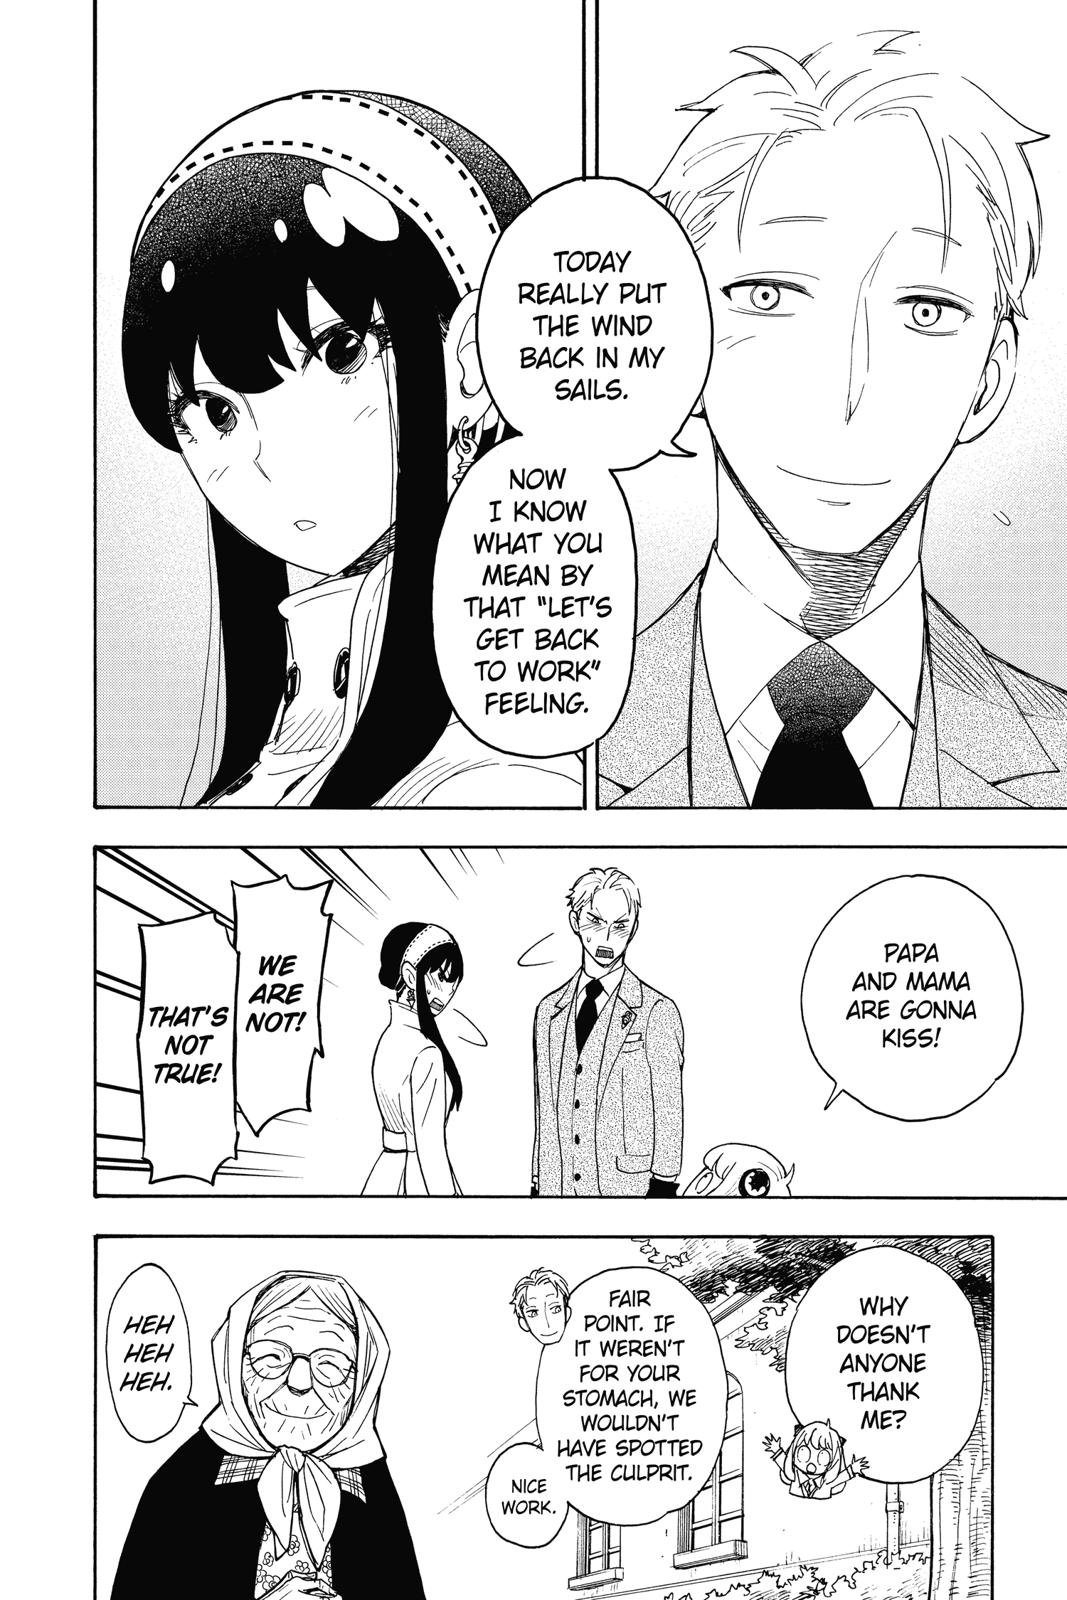 TODAY
REALLY PUT
THE WIND
BACK IN MY
SAILS.
NOW
I KNOW
WHAT YOU
MEAN BY
THAT “LET’S
GET BACK
TO WORK”
FEELING.
PAPA
AND MAMA
ARE GONNA
KISS!
WE
ARE
NOT!
THAT’S
NOT
TRUE!
WHY
DOESN’T
ANYONE
THANK
ME?
FAIR
POINT. IF
IT WEREN’T
FOR YOUR
STOMACH, WE
WOULDN’T
HAVE SPOTTED
THE CULPRIT.
NICE
WORK.
HEH
HEH
HEH.